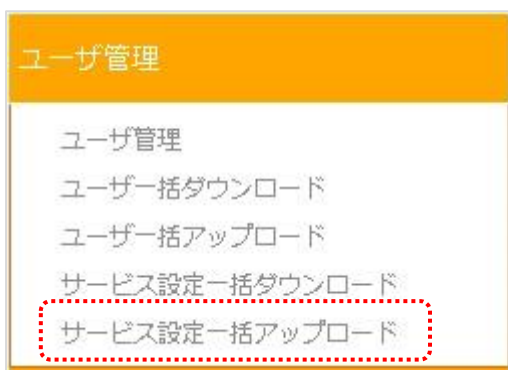 ユーザ管理
ユーザ管理
ユーザ一括ダウンロード
ユーザ一括アップロード
サービス設定一括ダウンロード
サービス設定一括アップロード